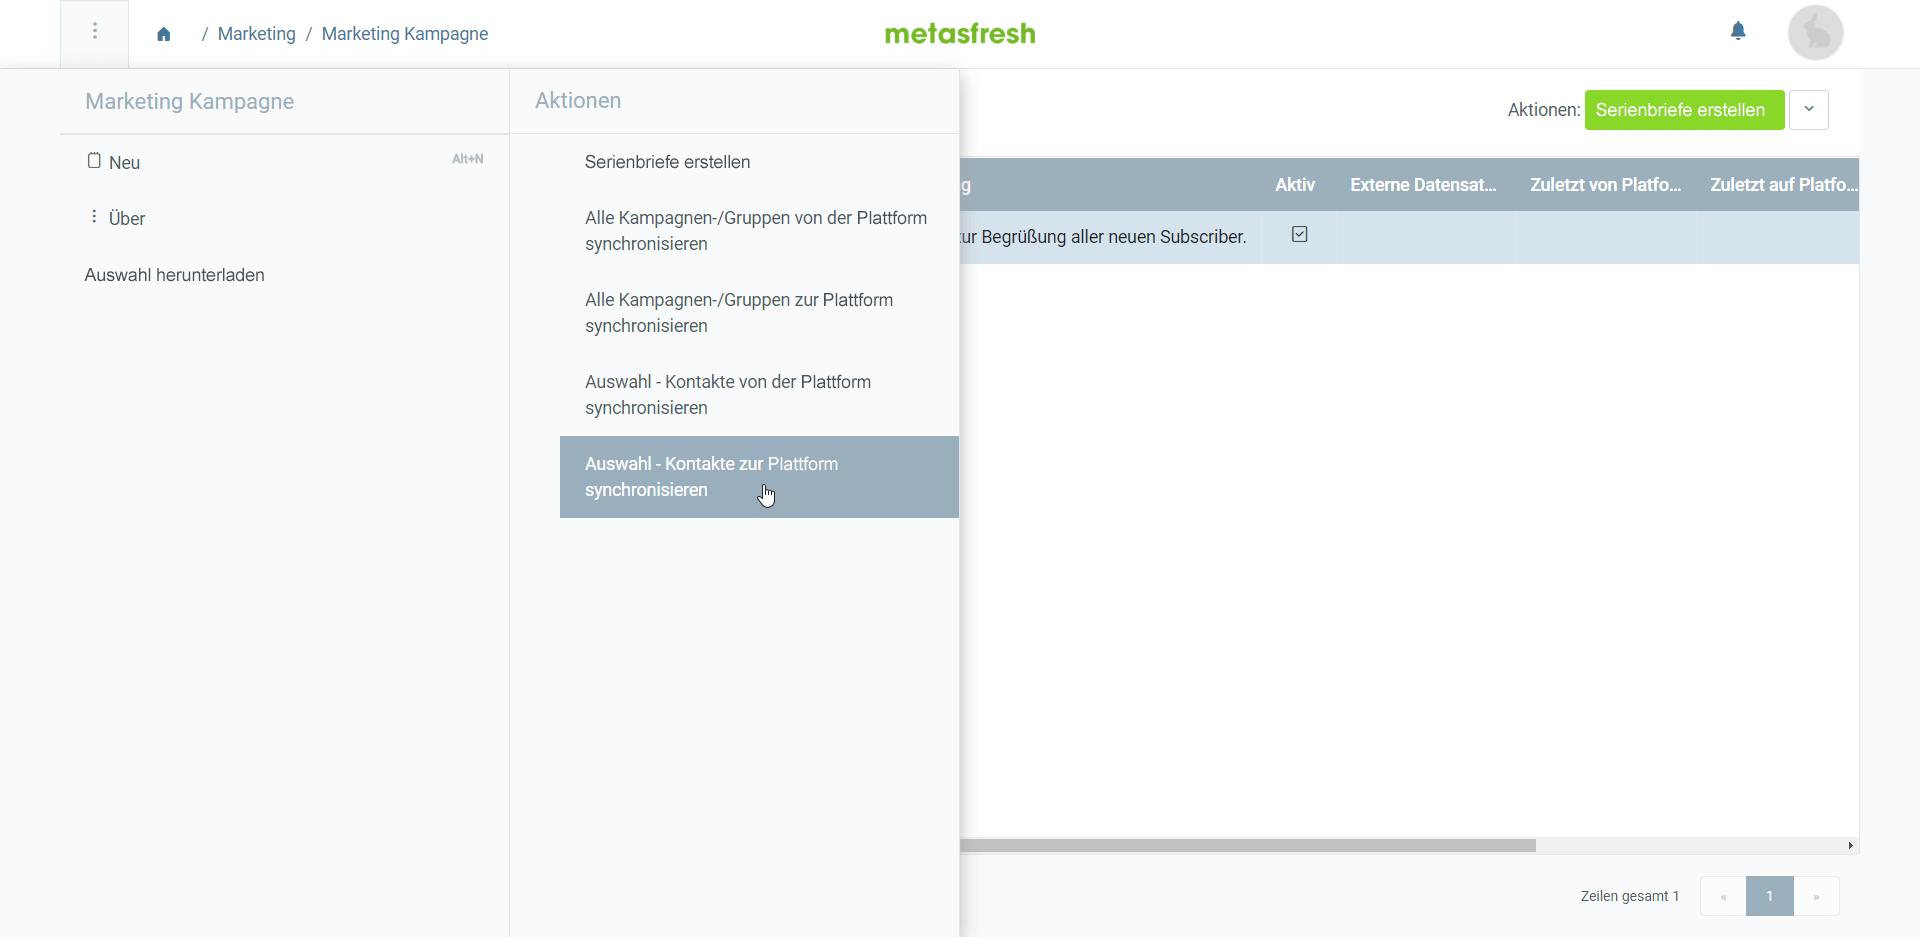 / Marketing / Marketing Kampagne
metasfresh
Marketing Kampagne
Neu
Alt+N
Über
Auswahl herunterladen
Aktionen
Serienbriefe erstellen
Alle Kampagnen-/Gruppen von der Plattform
synchronisieren
Alle Kampagnen-/Gruppen zur Plattform
synchronisieren
Auswahl - Kontakte von der Plattform
synchronisieren
Auswahl - Kontakte zur Plattform
synchronisieren
Aktionen: Serienbriefe erstellen
g Aktiv Externe Datensat... Zuletzt von Platfo... Zuletzt auf Platfo...
ur Begrüßung aller neuen Subscriber.
Zeilen gesamt 1 « 1 »